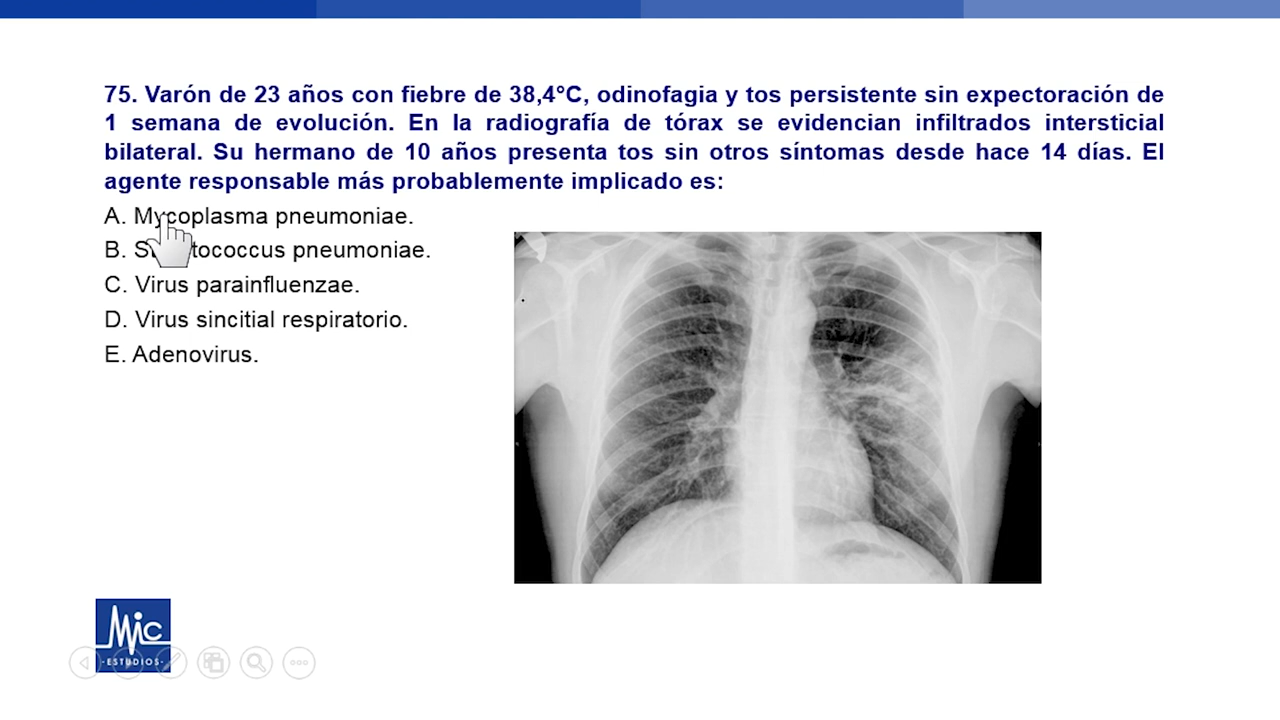 75. Varón de 23 años con fiebre de 38,4°C, odinofagia y tos persistente sin expectoración de
1 semana de evolución. En la radiografía de tórax se evidencian infiltrados intersticial
bilateral. Su hermano de 10 años presenta tos sin otros síntomas desde hace 14 días. El
agente responsable más probablemente implicado es:
A. Mycoplasma pneumoniae.
B. Streptococcus pneumoniae.
C. Virus parainfluenzae.
D. Virus sincitial respiratorio.
E. Adenovirus.
Mic
-ESTUDIOS-